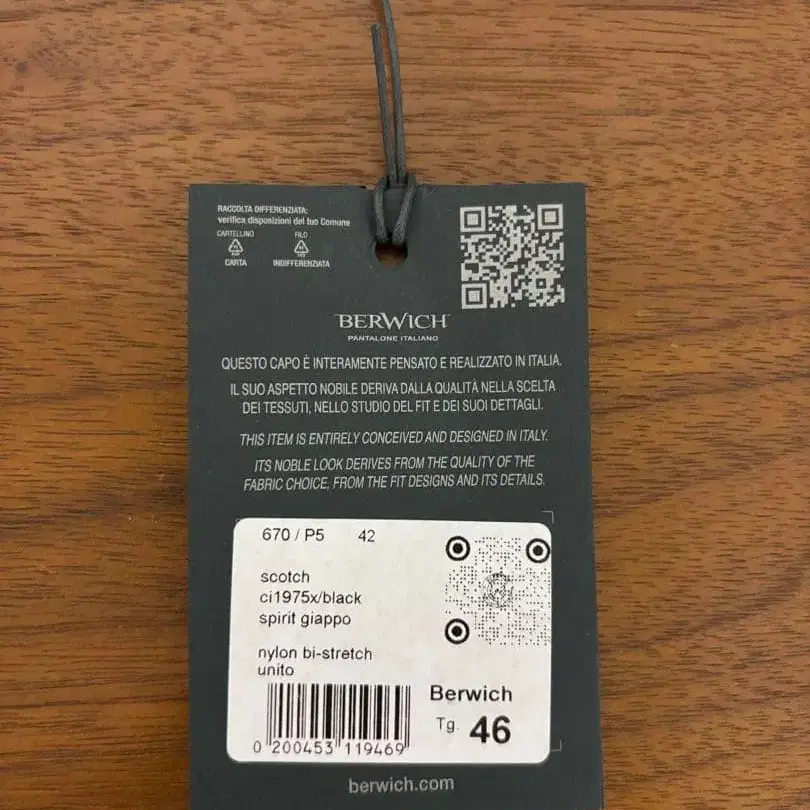 RACCOLTA DIFFERENZIATA:
verifica disposizioni del tuo Comune
CARTELLINO FILO
CARTA INDIFFERENZIATA
BERWICH
PANTALONE ITALIANO
QUESTO CAPO È INTERAMENTE PENSATO E REALIZZATO IN ITALIA.
IL SUO ASPETTO NOBILE DERIVA DALLA QUALITÀ NELLA SCELTA
DEI TESSUTI, NELLO STUDIO DEL FIT E DEI SUOI DETTAGLI.
THIS ITEM IS ENTIRELY CONCEIVED AND DESIGNED IN ITALY.
ITS NOBLE LOOK DERIVES FROM THE QUALITY OF THE
FABRIC CHOICE, FROM THE FIT DESIGNS AND ITS DETAILS.
670 / P5 42
scotch
ci1975x/black
spirit giappo
nylon bi-stretch
unito
Berwich
Tg. 46
0 200453 119469
berwich.com